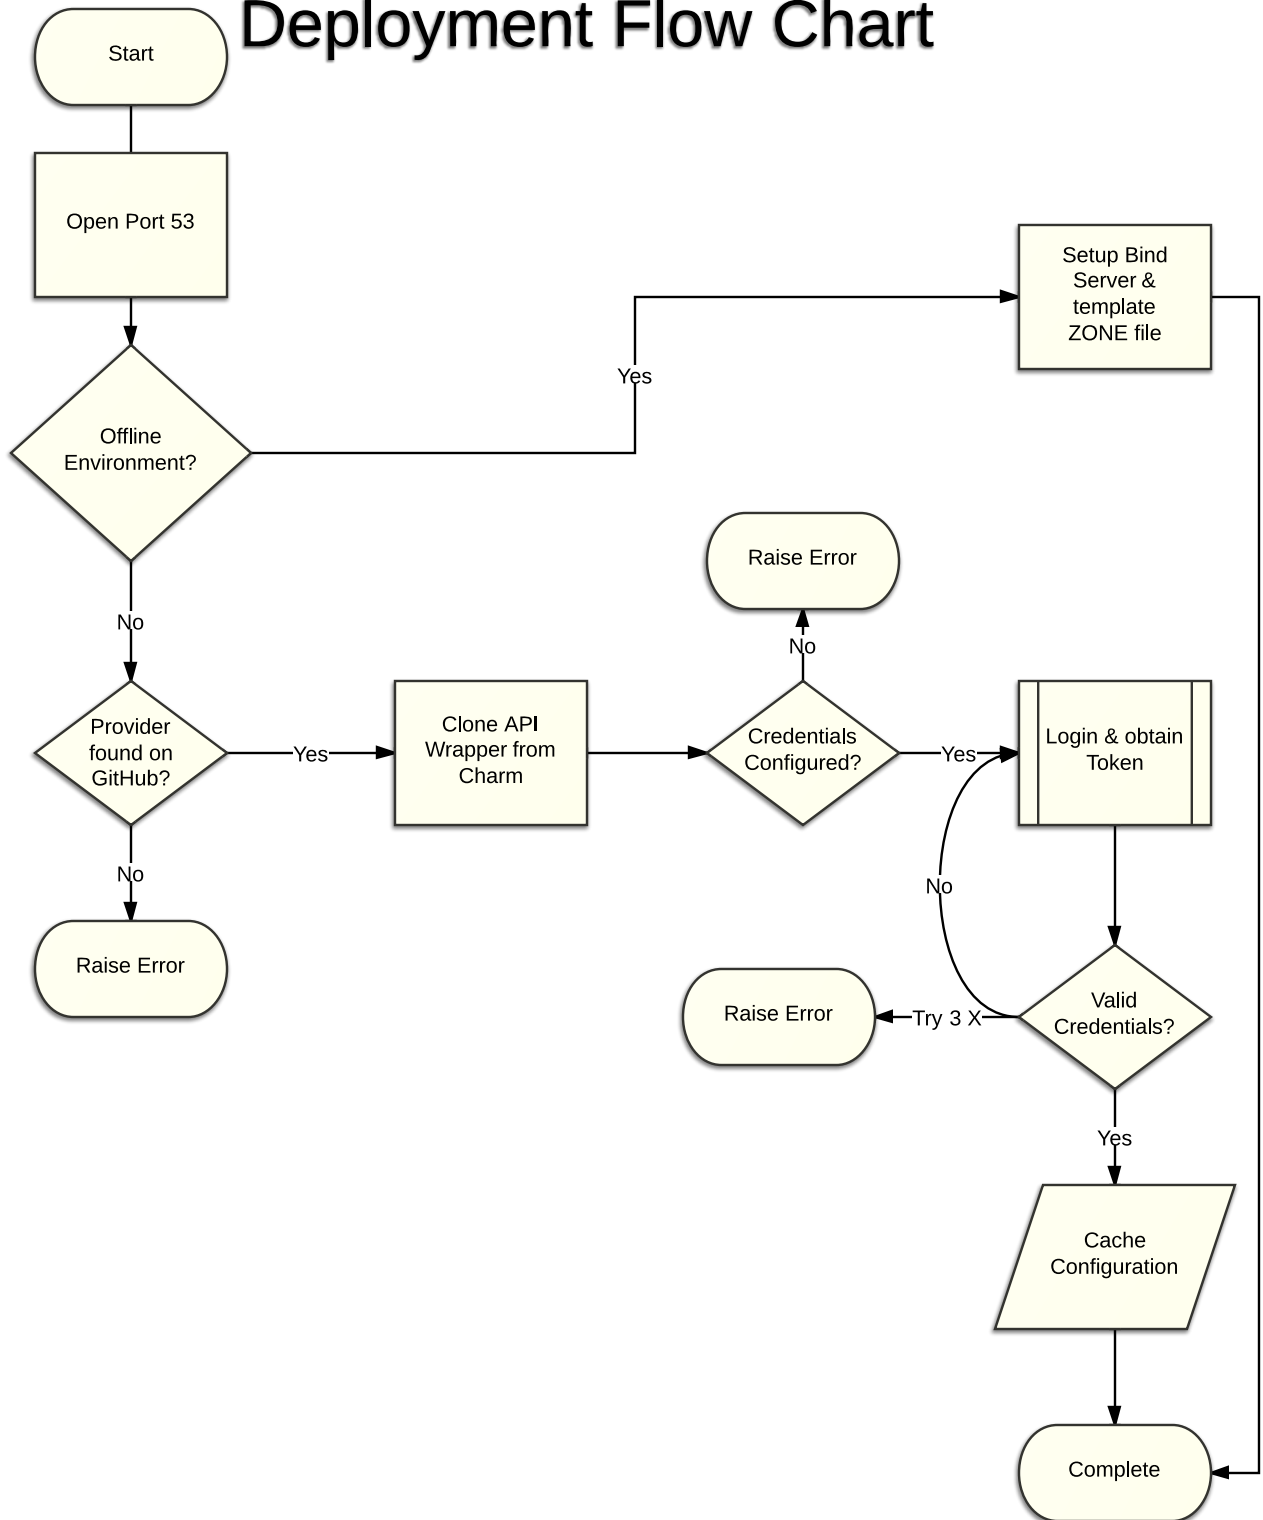 Deployment Flow Chart
Start
Open Port 53
Setup Bind
Server &
template
ZONE file
Yes
Offline
Environment?
Raise Error
No
No
Provider
found on
GitHub?
Yes
Clone API
Wrapper from
Charm
Credentials
Configured?
Yes
Login & obtain
Token
No
No
Raise Error
Raise Error
Try 3 X
Valid
Credentials?
Yes
Cache
Configuration
Complete